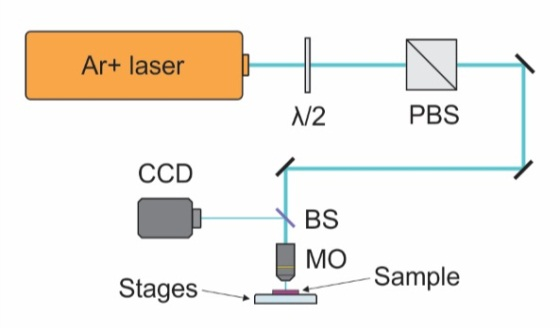 Ar+ laser
λ/2
PBS
CCD
BS
MO
Sample
Stages